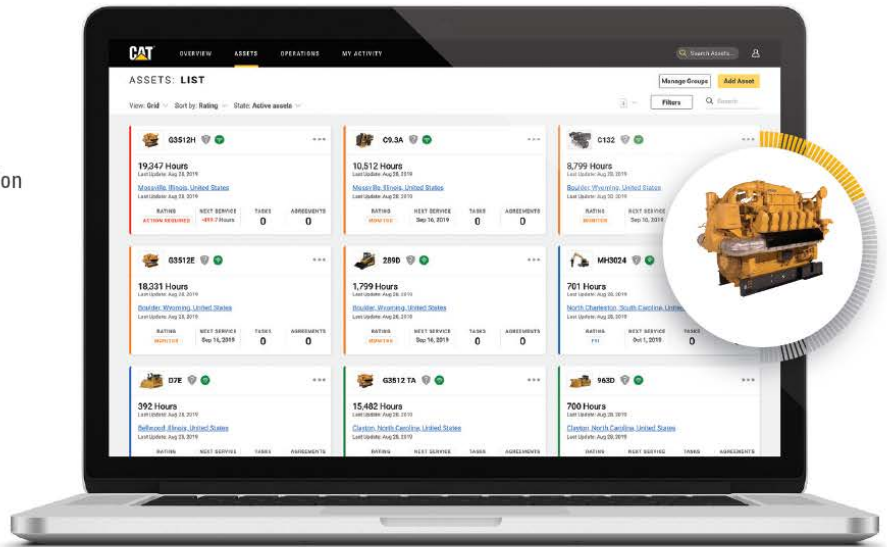 CAT OVERVIEW ASSETS OPERATIONS MY ACTIVITY Search Assets...
ASSETS: LIST Manage Groups Add Asset
View: Grid Sort by: Rating State: Active assets Filters Search
on
G3512H C9.3A C132
19,347 Hours 10,512 Hours 8,799 Hours
Last Update: Aug 28, 2019 Last Update: Aug 28, 2019 Last Update: Aug 28, 2019
Mossville, Illinois, United States Mossville, Illinois, United States Boulder, Wyoming, United States
Last Update: Aug 28, 2019 Last Update: Aug 28, 2019 Last Update: Aug 28, 2019
RATING NEXT SERVICE TASKS AGREEMENTS RATING NEXT SERVICE TASKS AGREEMENTS RATING NEXT SERVICE
ACTION REQUIRED Hours 0 0 MONITOR Sep 16, 2019 0 0 MONITOR Sep 10, 2019
G3512E 289D MH3024
18,331 Hours 1,799 Hours 701 Hours
Last Update: Aug 28, 2019 Last Update: Aug 28, 2019 Last Update: Aug 28, 2019
Boulder, Wyoming, United States Boulder, Wyoming, United States North Charleston, South Carolina, United
Last Update: Aug 28, 2019 Last Update: Aug 28, 2019 Last Update: Aug 28, 2019
RATING NEXT SERVICE TASKS AGREEMENTS RATING NEXT SERVICE TASKS AGREEMENTS RATING NEXT SERVICE TASKS
MONITOR Sep 16, 2019 0 0 MONITOR Sep 16, 2019 0 0 FYI Oct 1, 2019 0
D7E G3512 TA 963D
392 Hours 15,482 Hours 700 Hours
Last Update: Aug 28, 2019 Last Update: Aug 28, 2019 Last Update: Aug 28, 2019
Bellwood, Illinois, United States Clayton, North Carolina, United States Clayton, North Carolina, United States
Last Update: Aug 28, 2019 Last Update: Aug 28, 2019 Last Update: Aug 28, 2019
RATING NEXT SERVICE TASKS AGREEMENTS RATING NEXT SERVICE TASKS AGREEMENTS RATING NEXT SERVICE TASKS AGREEMENTS